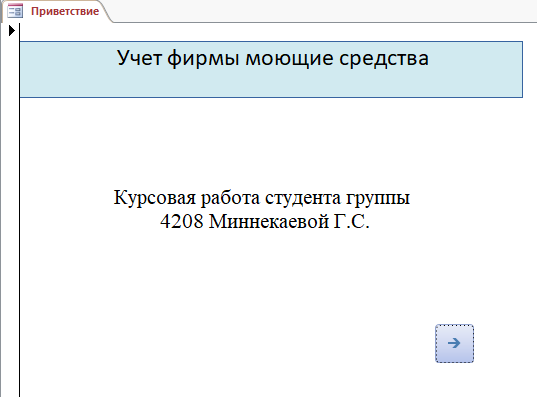 Приветствие
Учет фирмы моющие средства
Курсовая работа студента группы
4208 Миннекаевой Г.С.